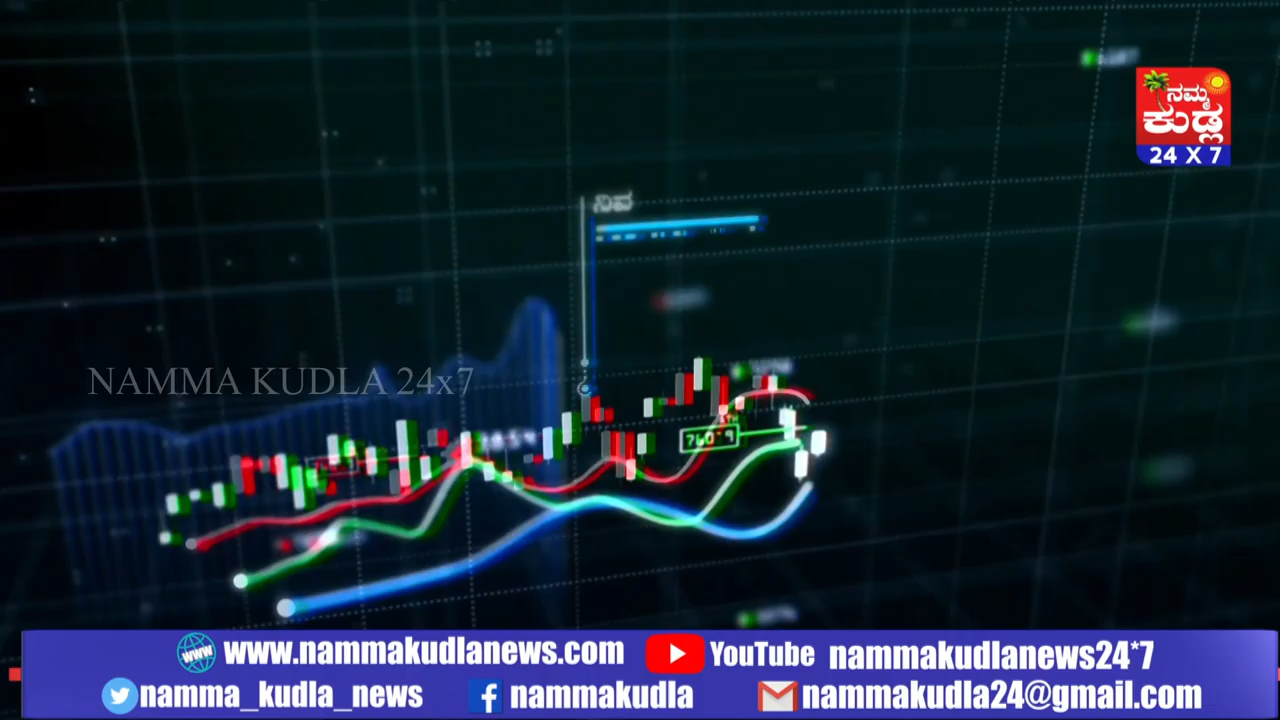 ನಮ್ಮ
ಕುಡ್ಲ
24 X 7
ನಿವ
NAMMA KUDLA 24x7
www.nammakudlanews.com YouTube nammakudlanews24*7
namma_kudla_news nammakudla nammakudla24@gmail.com